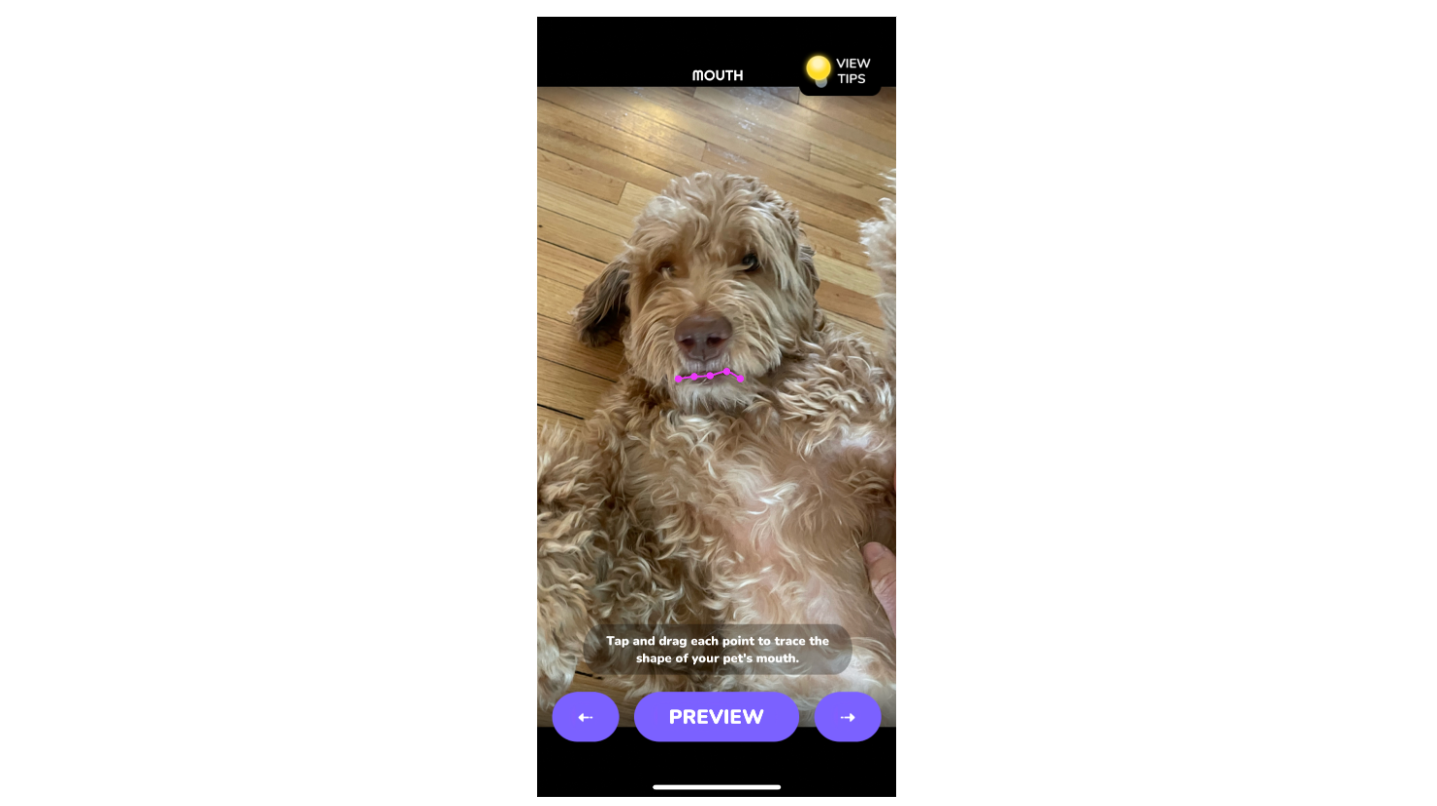 MOUTH
VIEW
TIPS
Tap and drag each point to trace the
shape of your pet's mouth.
PREVIEW